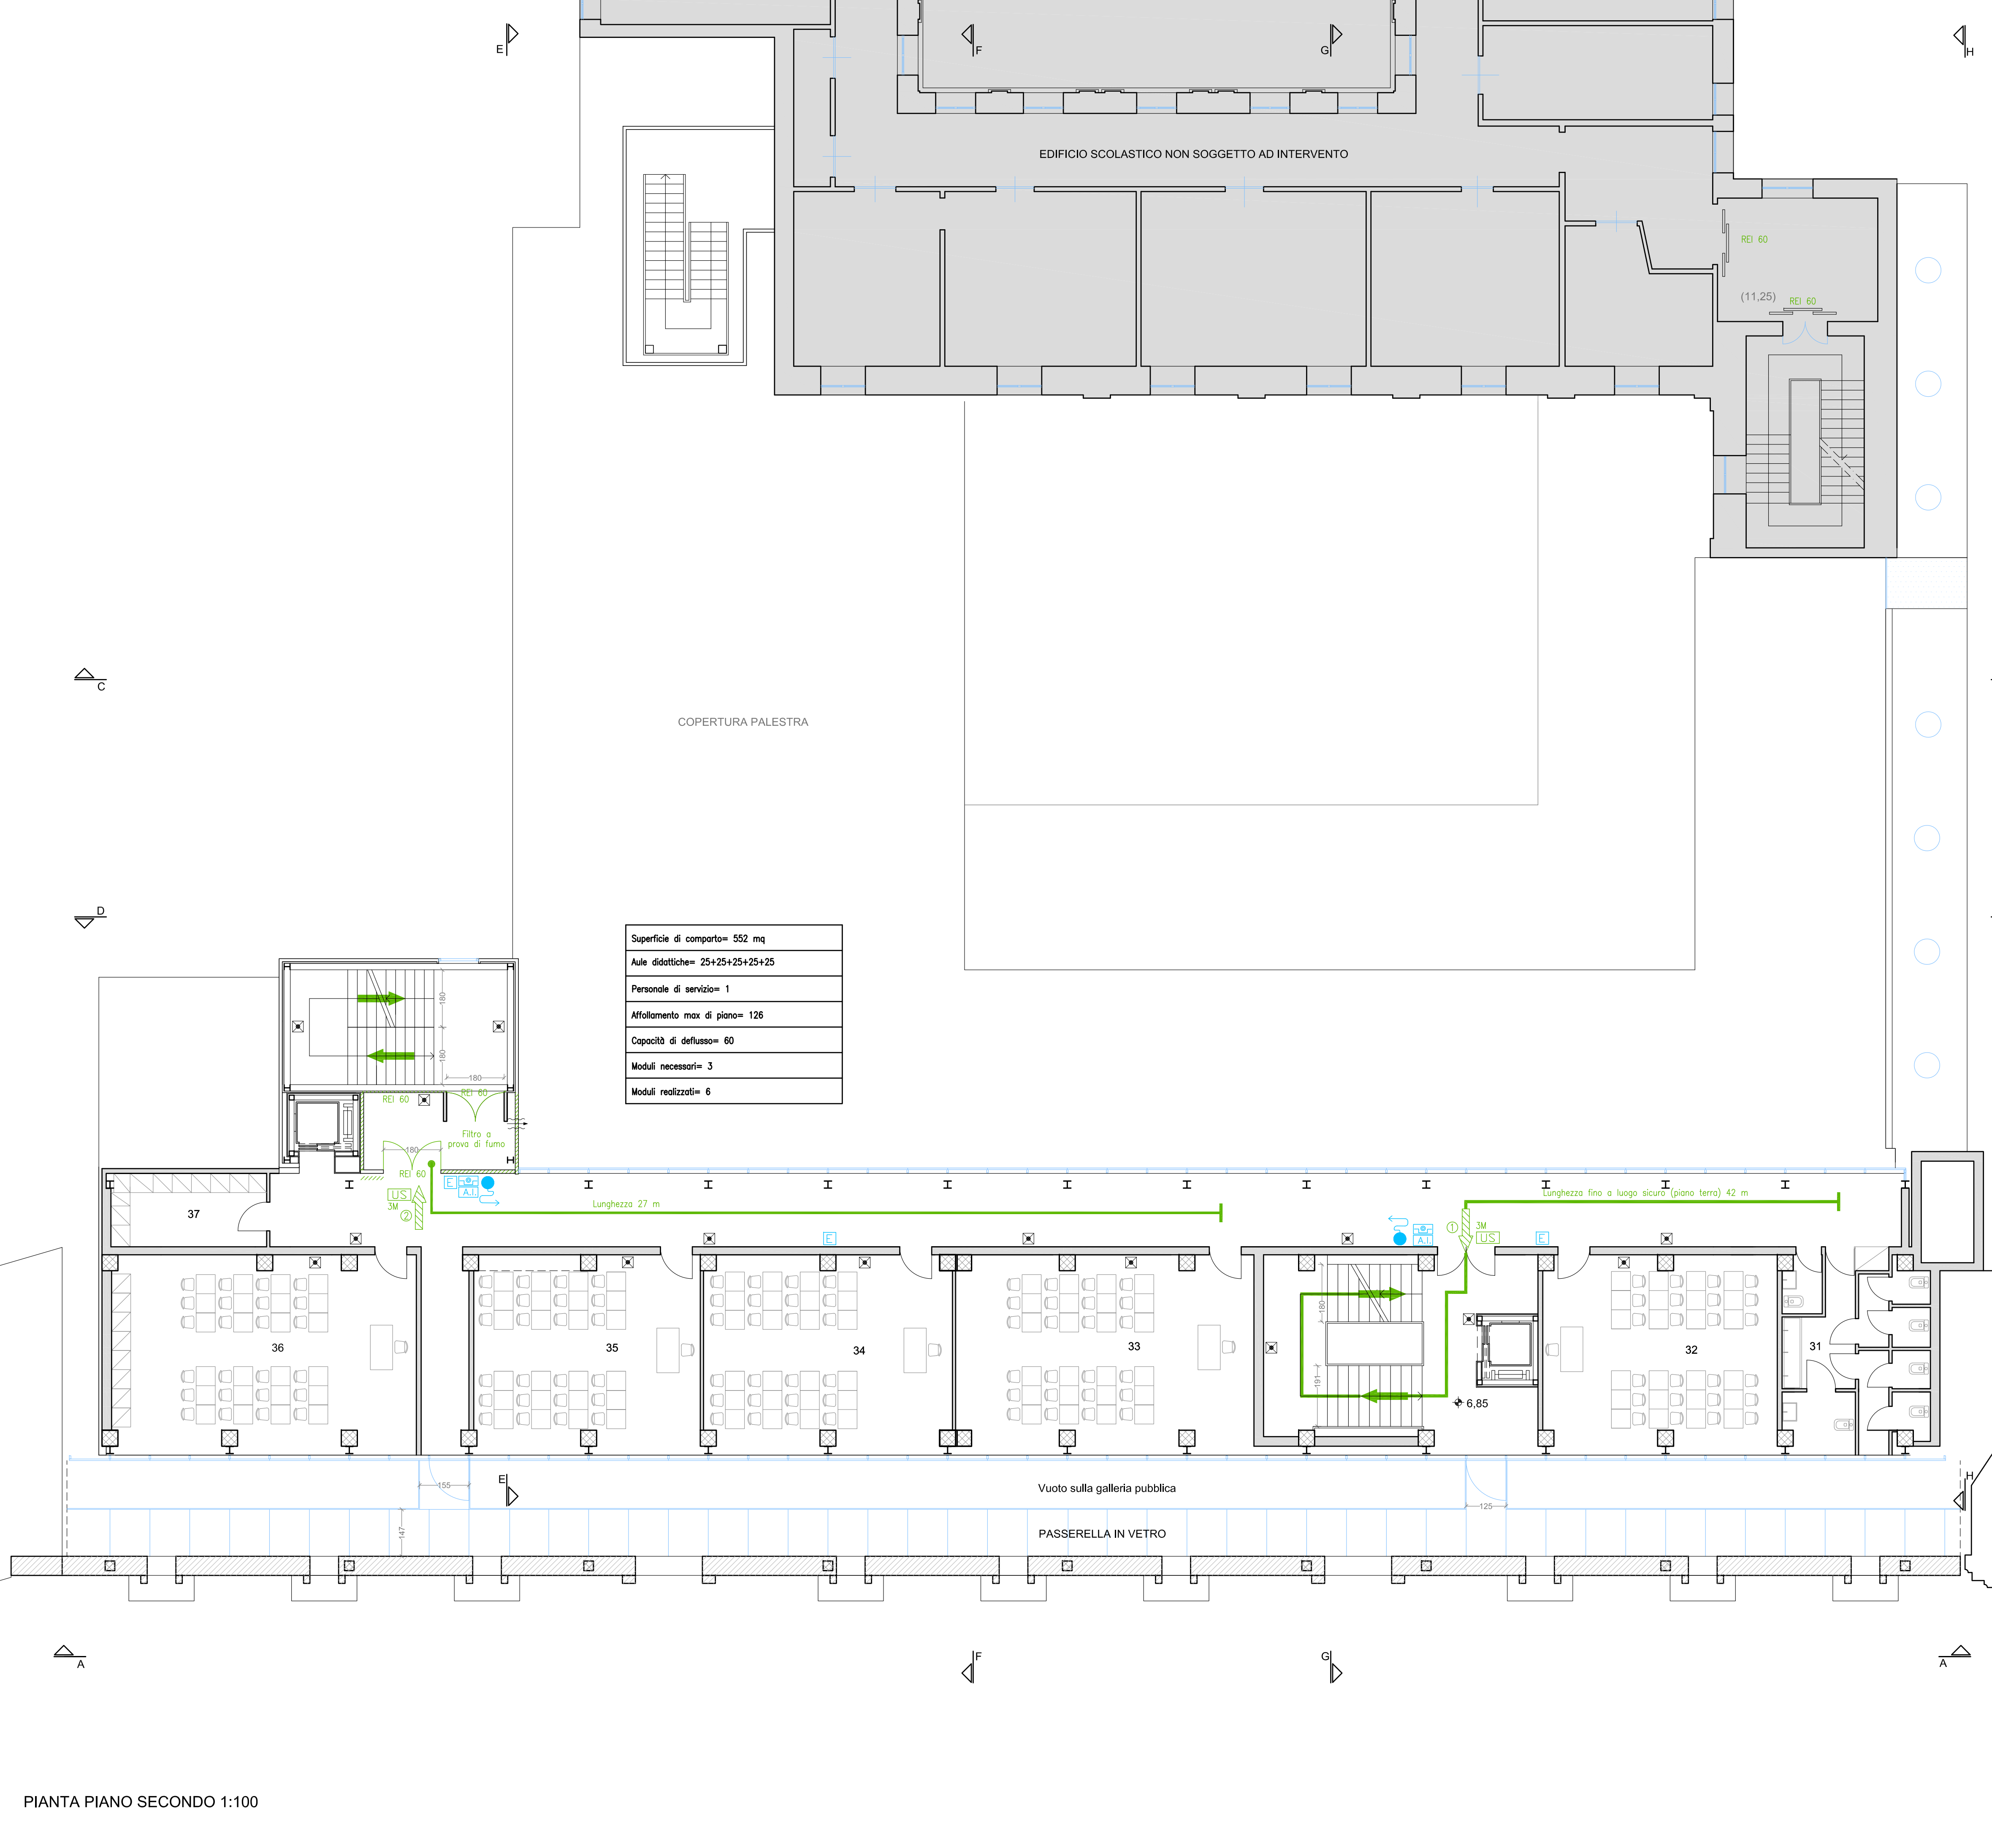 E
F
G
H
EDIFICIO SCOLASTICO NON SOGGETTO AD INTERVENTO
REI 60
(11,25)
REI 60
C
COPERTURA PALESTRA
D
Superficie di comparto= 552 mq
Aule didattiche= 25+25+25+25+25
Personale di servizio= 1
Affollamento max di piano= 126
Capacità di deflusso= 60
Moduli necessari= 3
Moduli realizzati= 6
180
180
180
REI 60
REI 60
Filtro a
prova di fumo
180
REI 60
E
A.I.
US
3M
2
Lunghezza 27 m
Lunghezza fino a luogo sicuro (piano terra) 42 m
37
E
A.I.
1
3M
US
E
180
191
36
35
34
33
32
31
6,85
155
E
Vuoto sulla galleria pubblica
125
H
147
PASSERELLA IN VETRO
A
F
G
A
PIANTA PIANO SECONDO 1:100